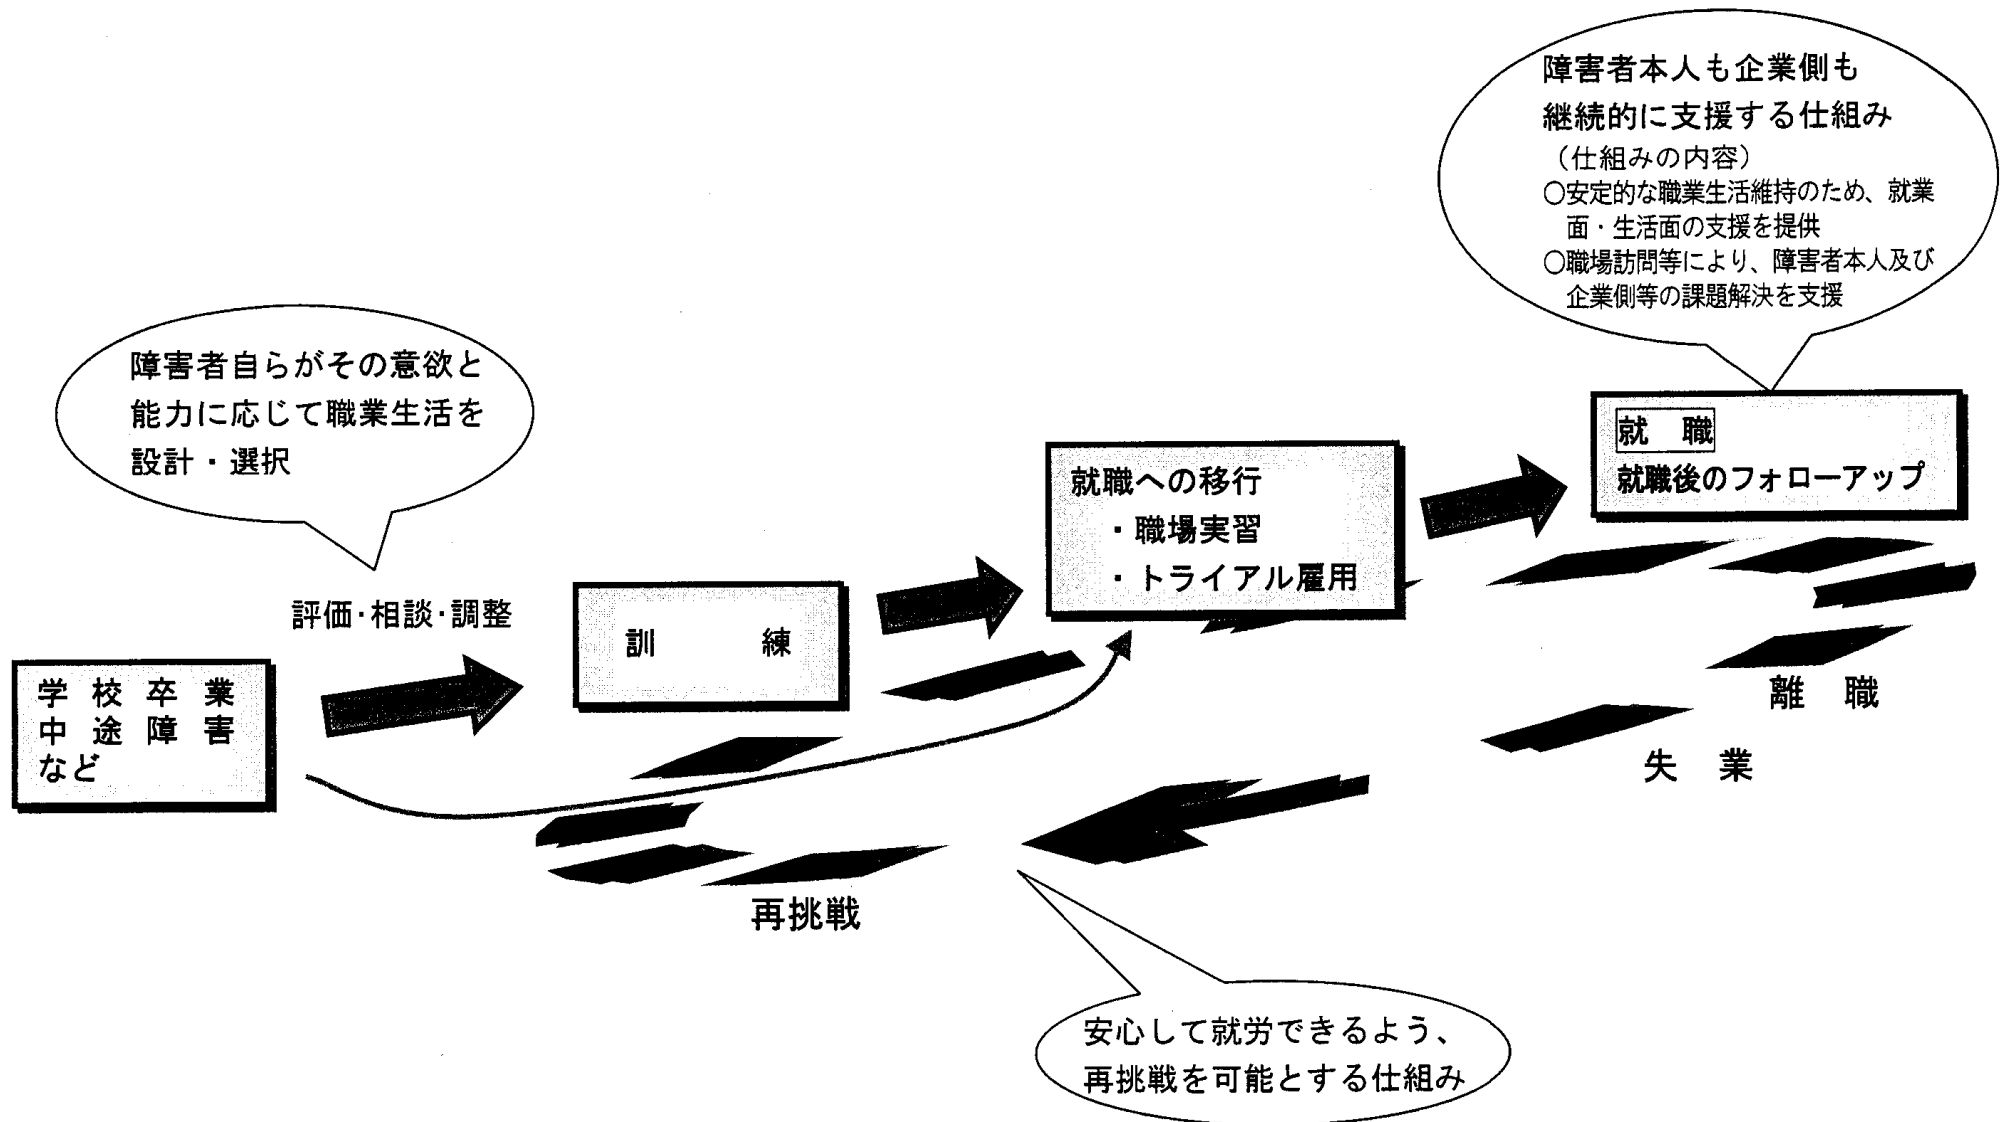 障害者本人も企業側も
継続的に支援する仕組み
(仕組みの内容)
○安定的な職業生活維持のため、就業
面・生活面の支援を提供
○職場訪問等により、障害者本人及び
企業側等の課題解決を支援
障害者自らがその意欲と
能力に応じて職業生活を
設計・選択
就 職
就職後のフォローアップ
就職への移行
・職場実習
・トライアル雇用
評価・相談・調整
訓 練
学校卒業
中途障害
など
離 職
失 業
再挑戦
安心して就労できるよう、
再挑戦を可能とする仕組み